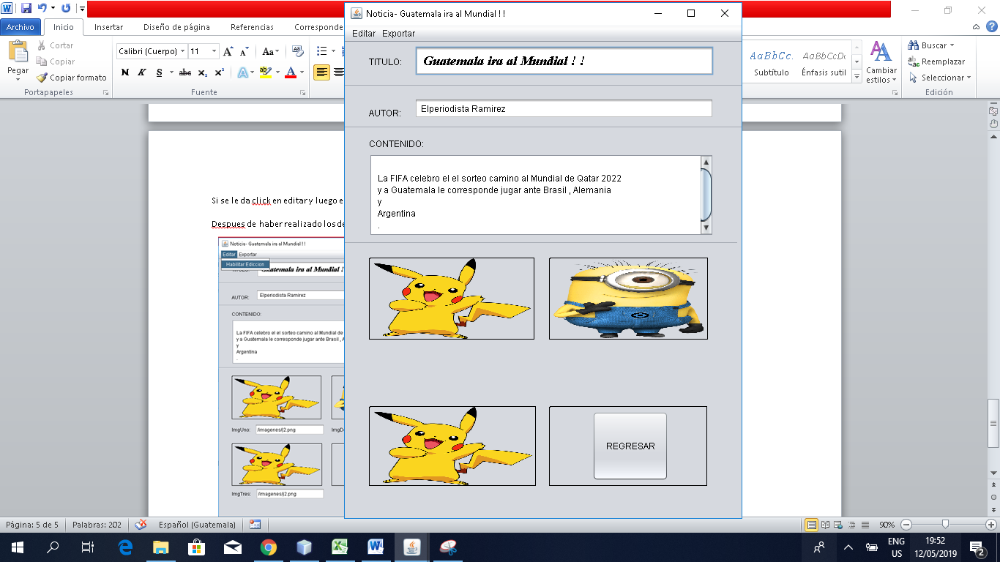 Noticia- Guatemala ira al Mundial ! !
Archivo Inicio Insertar Diseño de página Referencias Corresponde
Editar Exportar
Cortar
Copiar
Copiar formato
Pegar
Portapapeles
Calibri (Cuerpo) 11
N K S abc x₂ x²
Fuente
AaBbCc. AaBbCcDc
Subtítulo Énfasis sutil
Cambiar estilos
Buscar
Reemplazar
Seleccionar
Edición
TITULO: Guatemala ira al Mundial ! !
AUTOR: Elperiodista Ramirez
CONTENIDO:
La FIFA celebro el el sorteo camino al Mundial de Qatar 2022
y a Guatemala le corresponde jugar ante Brasil , Alemania
y
Argentina
.
REGRESAR
Si se le da click en editar y luego e
Despues de haber realizado los de
Noticia- Guatemala ira al Mundial ! !
Editar Exportar
Habilitar Ediccion
TITULO: Guatemala ira al Mundial !
AUTOR: Elperiodista Ramirez
CONTENIDO:
La FIFA celebro el el sorteo camino al Mundial de
y a Guatemala le corresponde jugar ante Brasil , A
y
Argentina
ImgUno: /imagenes/j2.png ImgD
ImgTres: /imagenes/j2.png
Página: 5 de 5 Palabras: 202 Español (Guatemala) 90%
ENG 19:52
US 12/05/2019
2